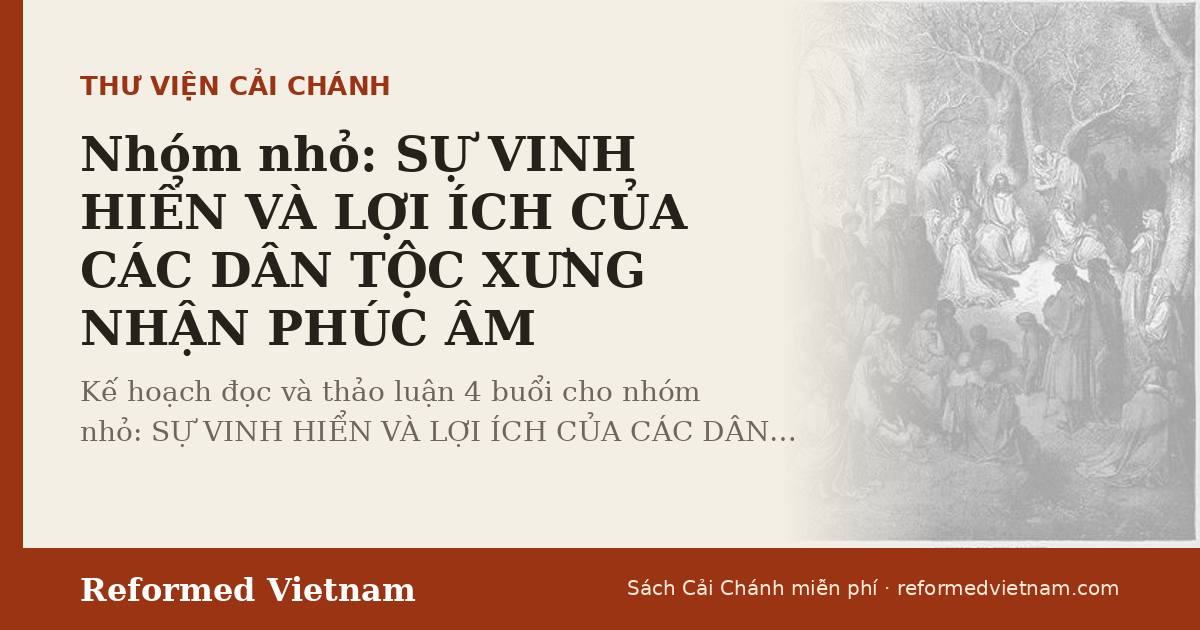 THƯ VIỆN CẢI CHÁNH
Nhóm nhỏ: SỰ VINH
HIỂN VÀ LỢI ÍCH CỦA
CÁC DÂN TỘC XƯNG
NHẬN PHÚC ÂM
Kế hoạch đọc và thảo luận 4 buổi cho nhóm
nhỏ: SỰ VINH HIỂN VÀ LỢI ÍCH CỦA CÁC DÂN...
Reformed Vietnam
Sách Cải Chánh miễn phí · reformedvietnam.com